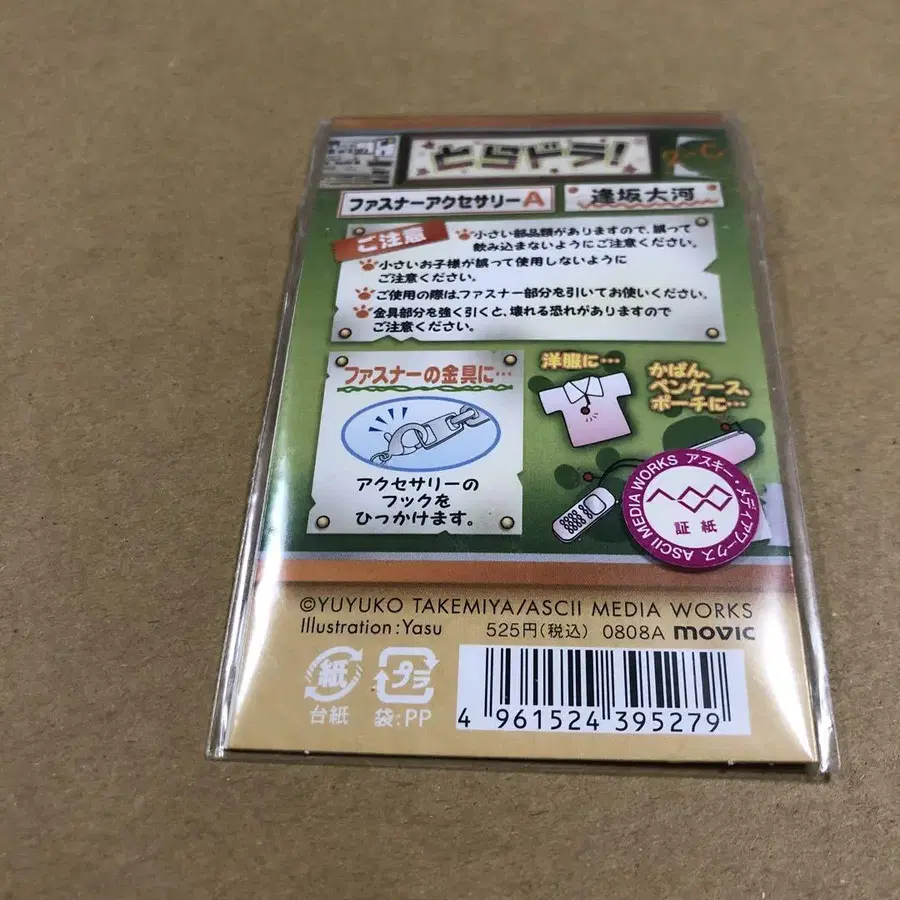 とらドラ!
ファスナーアクセサリーA
逢坂大河
ご注意
小さい部品類がありますので、誤って
飲み込まないようにご注意ください。
小さいお子様が誤って使用しないように
ご注意ください。
ご使用の際は、ファスナー部分を引いてお使いください。
金具部分を強く引くと、壊れる恐れがありますので
ご注意ください。
ファスナーの金具に…
アクセサリーの
フックを
ひっかけます。
洋服に…
かばん、
ペンケース、
ポーチに…
ASCII MEDIA WORKS アスキー・メディアワークス
証紙
©YUYUKO TAKEMIYA/ASCII MEDIA WORKS
Illustration:Yasu 525円(税込) 0808A movic
紙
台紙
プラ
袋:PP
4 961524 395279